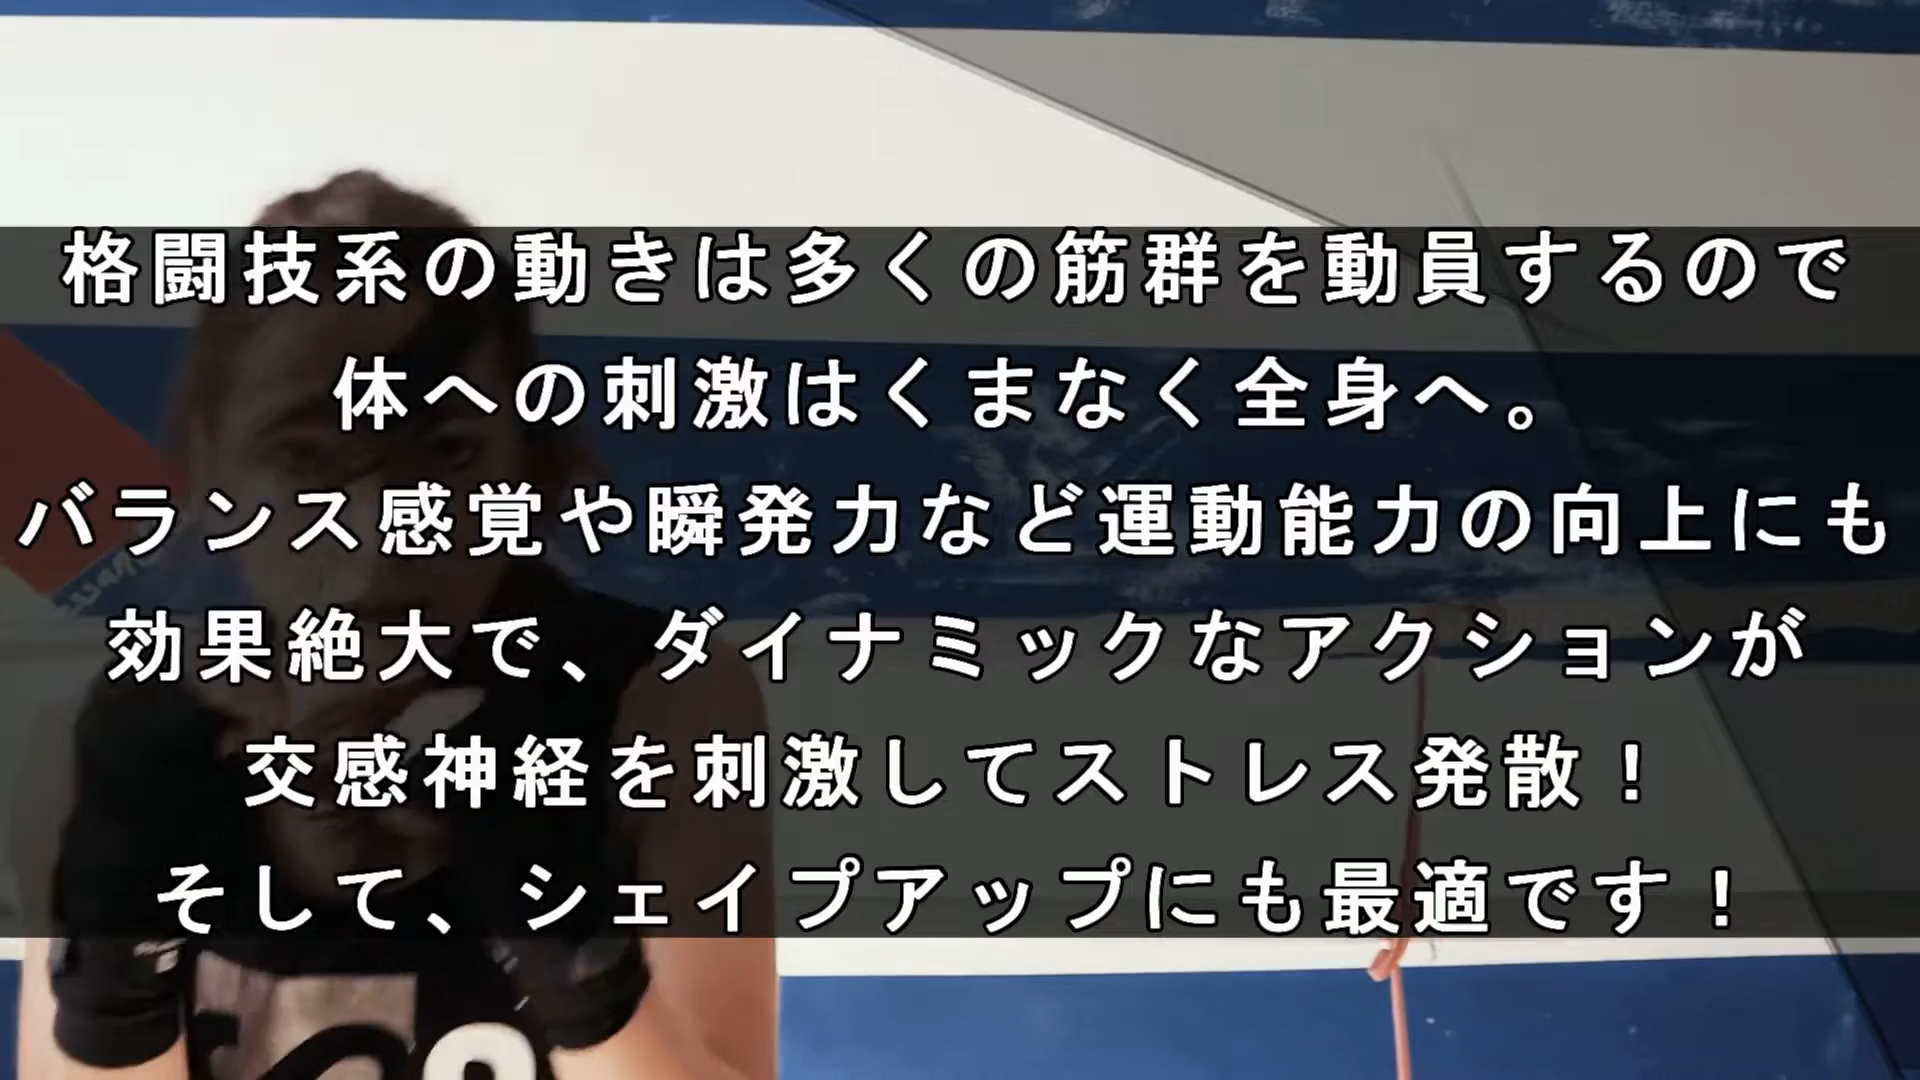 格闘技系の動きは多くの筋群を動員するので
体への刺激はくまなく全身へ。
バランス感覚や瞬発力など運動能力の向上にも
効果絶大で、ダイナミックなアクションが
交感神経を刺激してストレス発散！
そして、シェイプアップにも最適です！